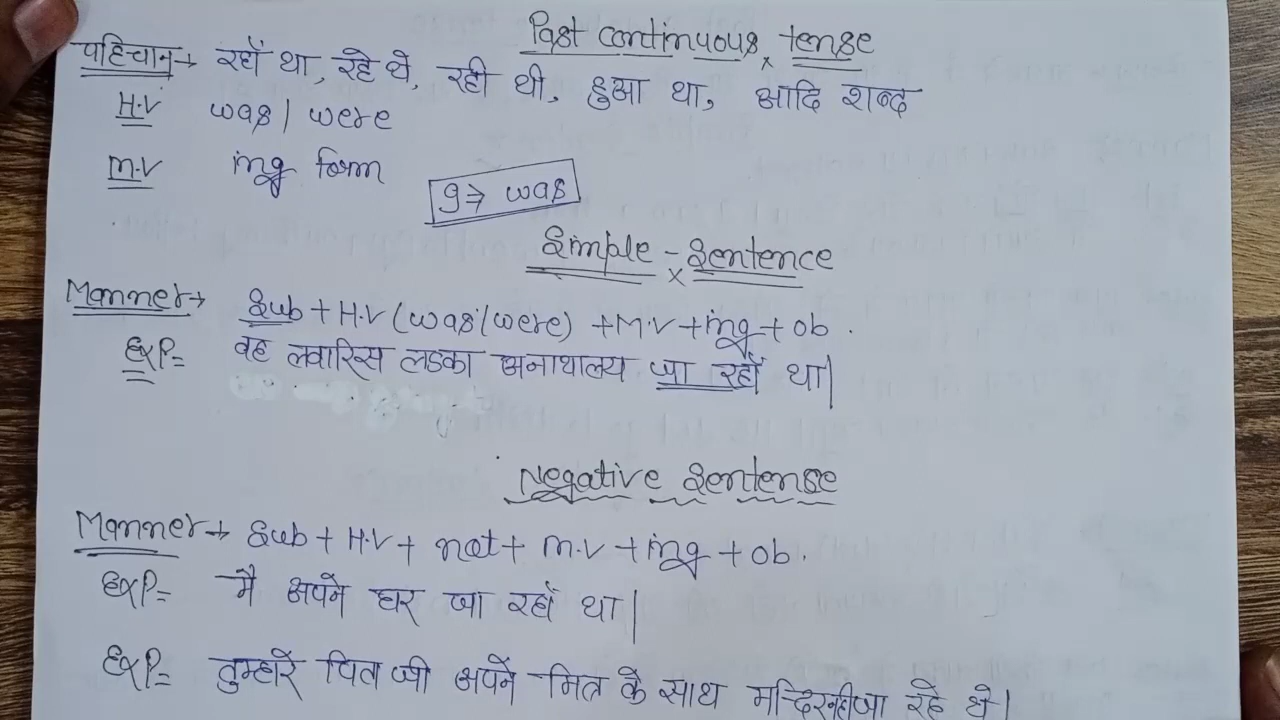 Past continuous tense
पहिचान → रहाँ था, रहे थे, रही थी, हुआ था, आदि शब्द
H.V was/were
M.V ing form
I ⇒ was
Simple - Sentence
Manner → Sub + H.V (was/were) + M.V + ing + ob.
Exp = वह लवारिस लडका अनाथालय जा रहाँ था|
Negative Sentense
Manner → Sub + H.V + not + M.V + ing + ob.
Exp = मै अपने घर जा रहाँ था|
Exp = तुम्हारे पिता जी अपने मित्र के साथ मन्दिर नही जा रहे थे|